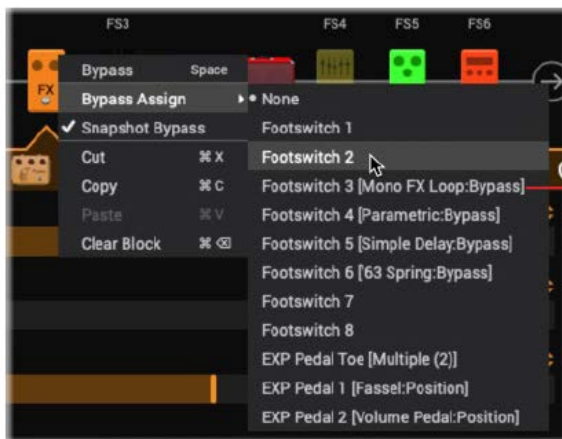 FS3 FS4 FS5 FS6
FX
Bypass Space
Bypass Assign
✓ Snapshot Bypass
Cut ⌘ X
Copy ⌘ C
Paste ⌘ V
Clear Block ⌘ ⌫
• None
Footswitch 1
Footswitch 2
Footswitch 3 [Mono FX Loop:Bypass]
Footswitch 4 [Parametric:Bypass]
Footswitch 5 [Simple Delay:Bypass]
Footswitch 6 ['63 Spring:Bypass]
Footswitch 7
Footswitch 8
EXP Pedal Toe [Multiple (2)]
EXP Pedal 1 [Fassel:Position]
EXP Pedal 2 [Volume Pedal:Position]